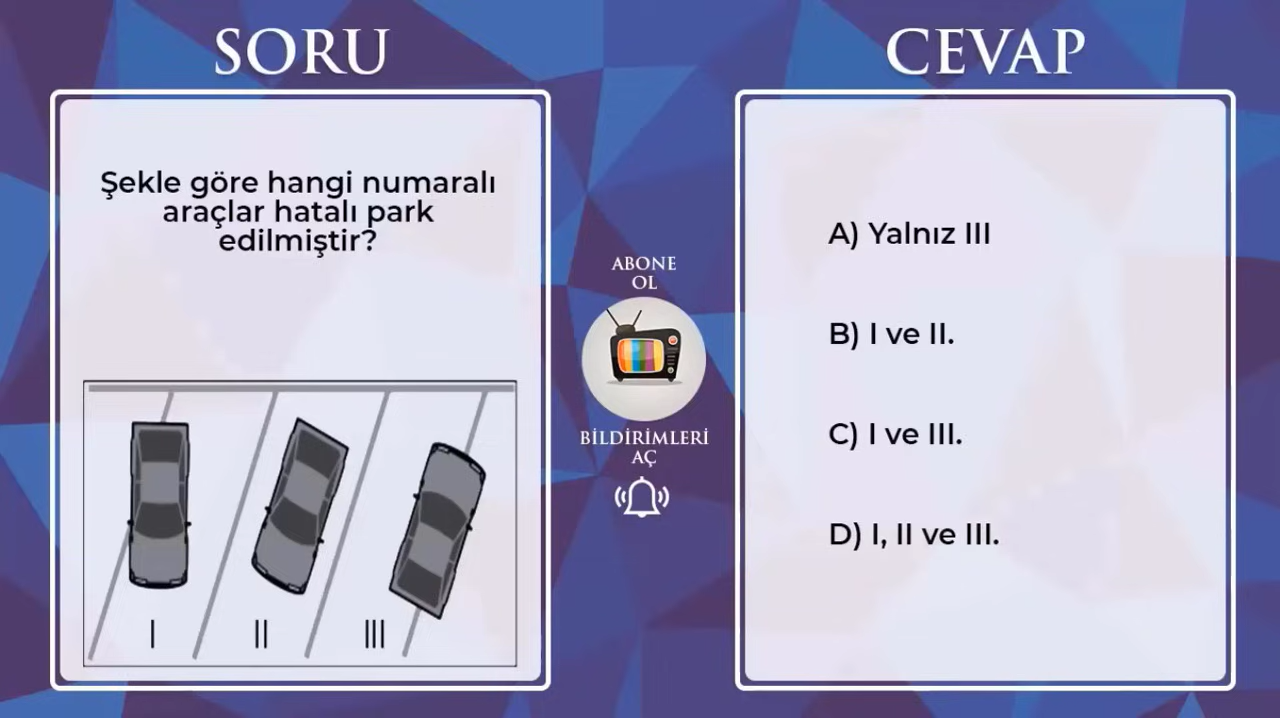 SORU
Şekle göre hangi numaralı
araçlar hatalı park
edilmiştir?
I
II
III
ABONE
OL
BİLDİRİMLERİ
AÇ
CEVAP
A) Yalnız III
B) I ve II.
C) I ve III.
D) I, II ve III.